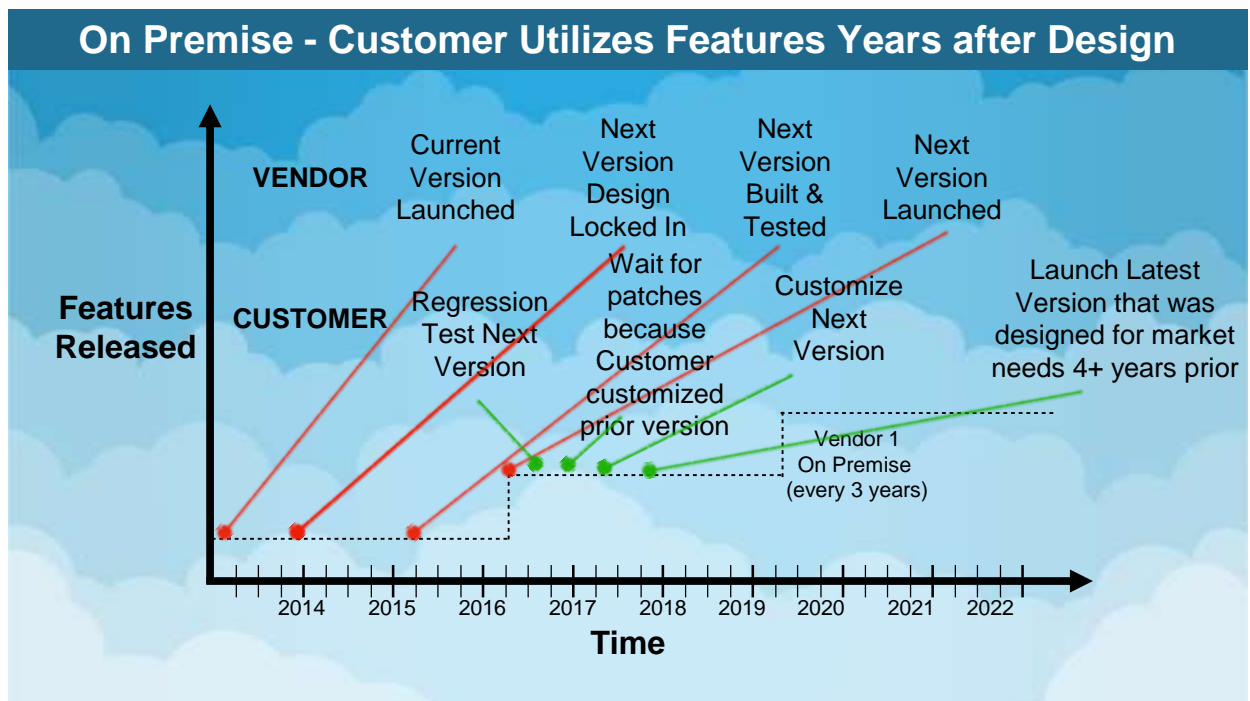 On Premise - Customer Utilizes Features Years after Design
VENDOR
Current
Version
Launched
Next
Version
Design
Locked In
Next
Version
Built &
Tested
Next
Version
Launched
Features
Released
CUSTOMER
Regression
Test Next
Version
Wait for
patches
because
Customer
customized
prior version
Customize
Next
Version
Launch Latest
Version that was
designed for market
needs 4+ years prior
Vendor 1
On Premise
(every 3 years)
2014 2015 2016 2017 2018 2019 2020 2021 2022
Time